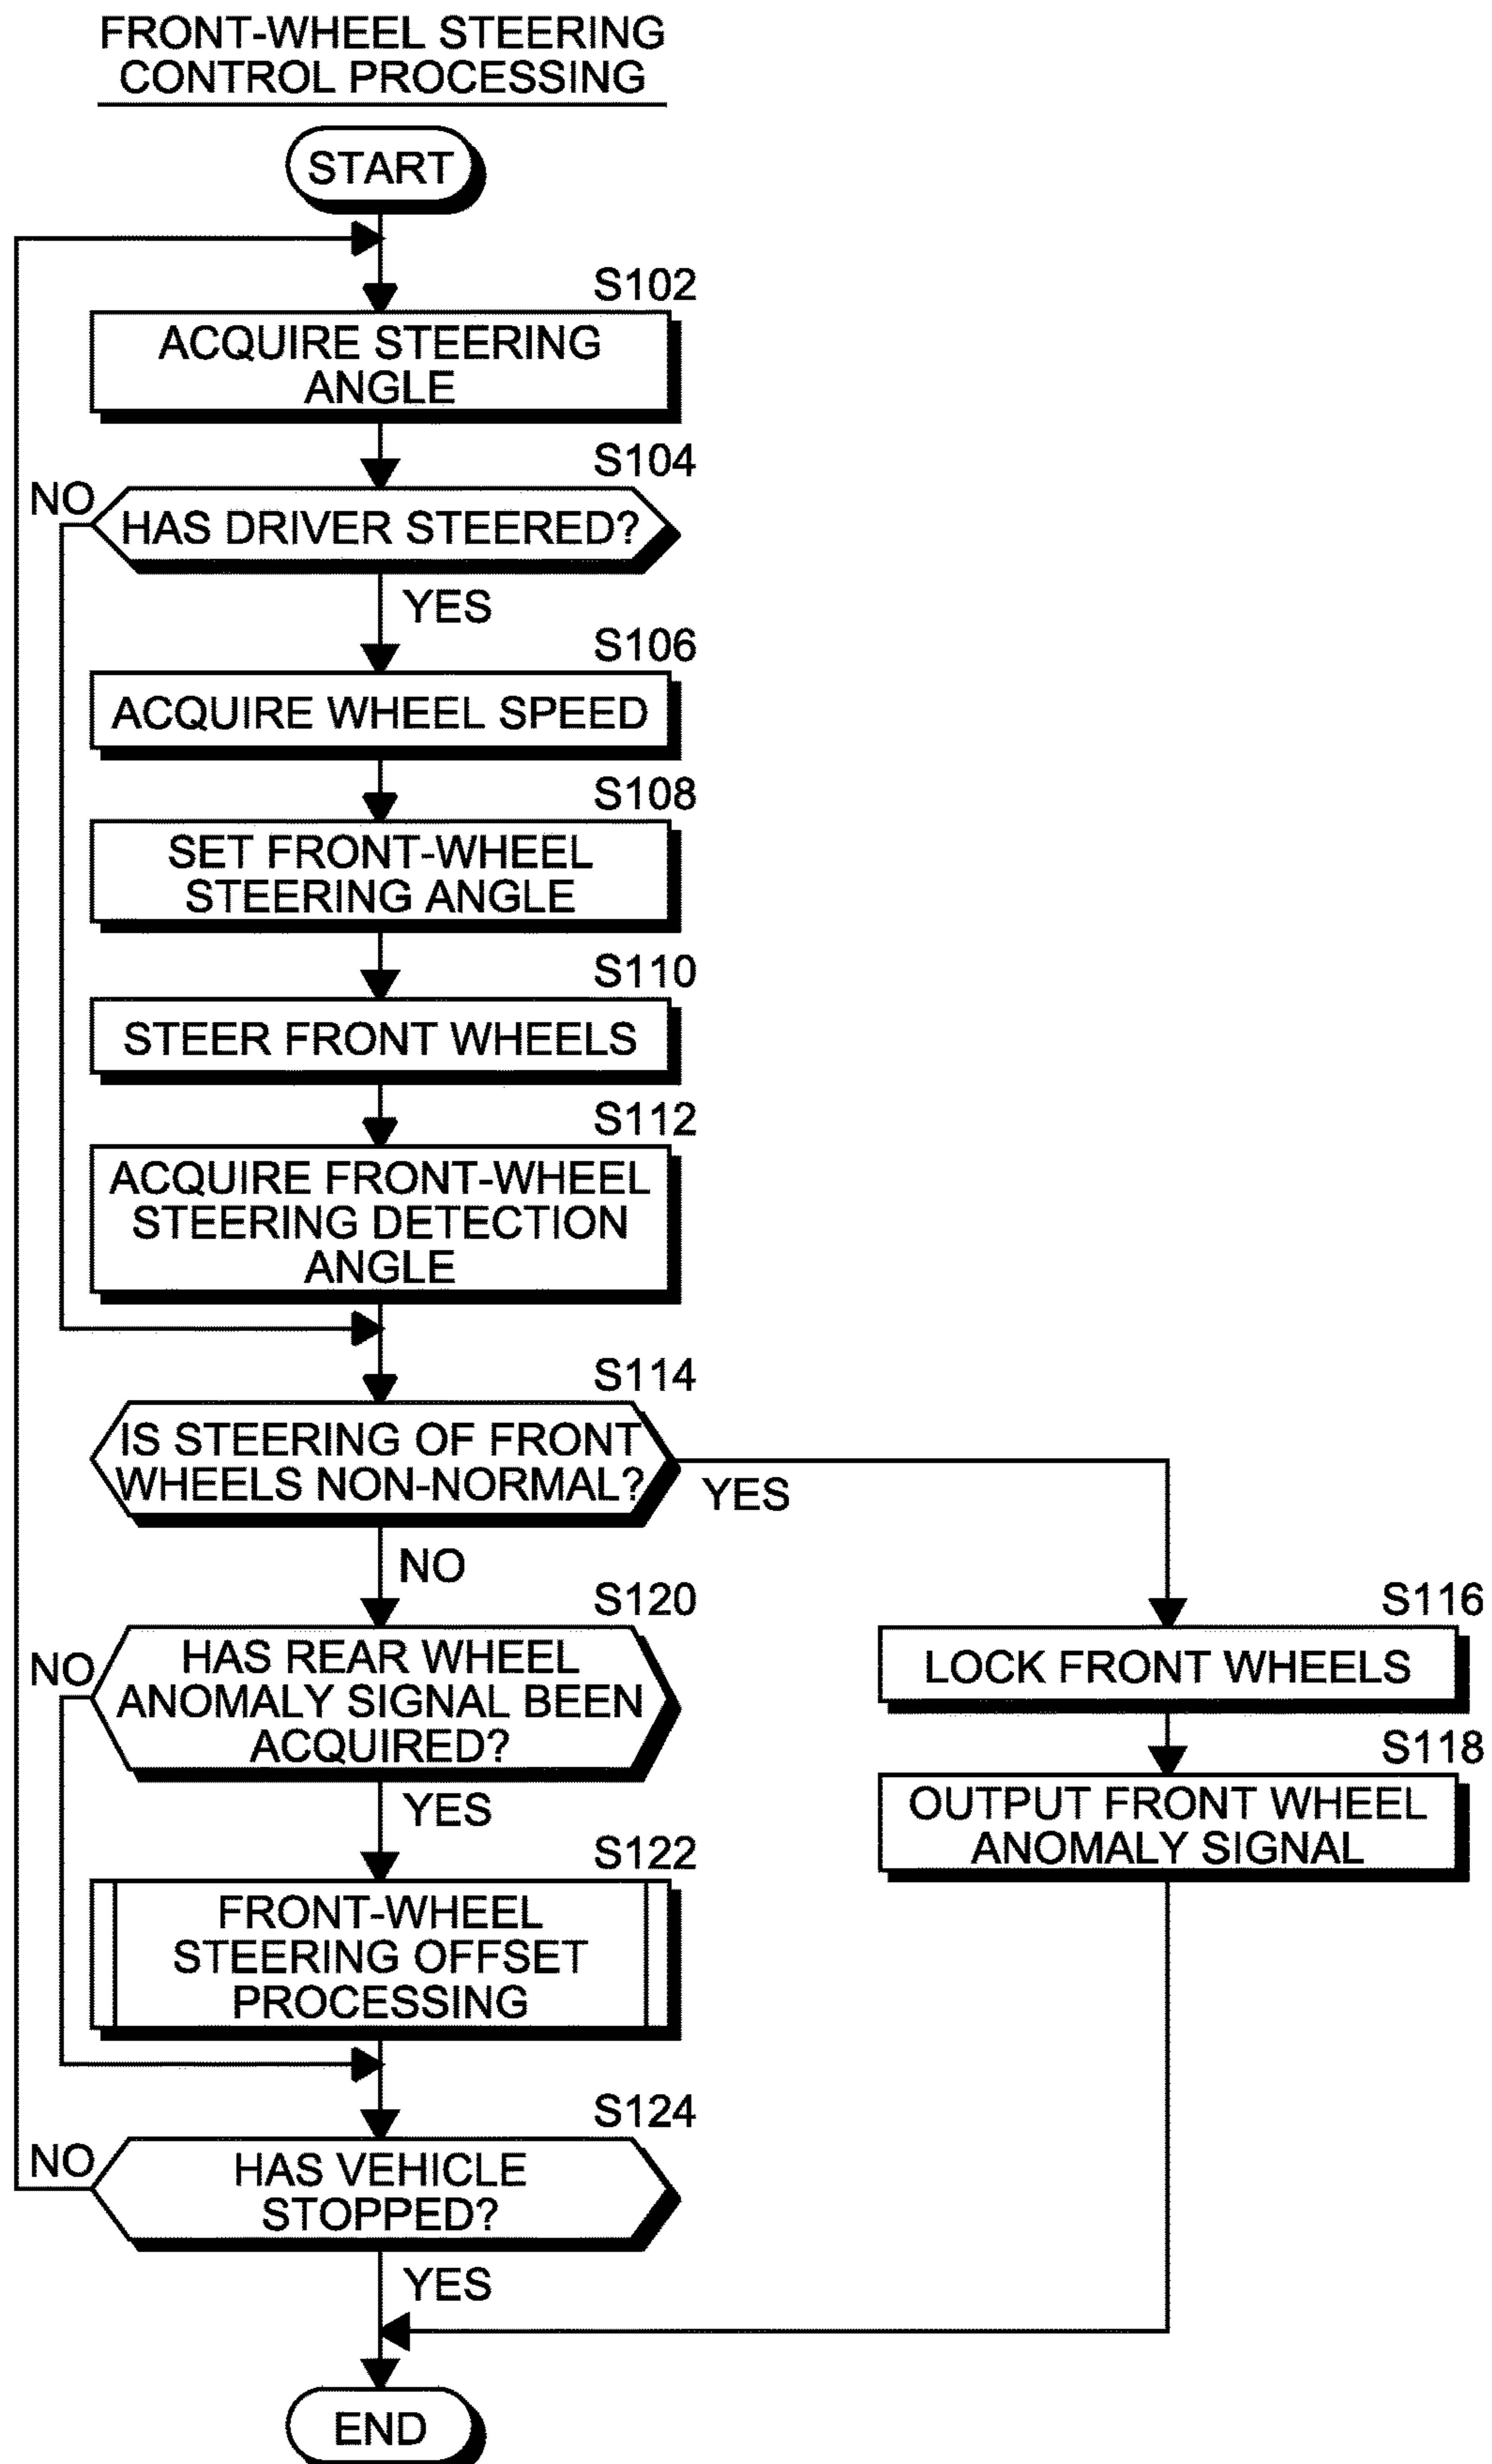 FRONT-WHEEL STEERING
CONTROL PROCESSING
START
S102
ACQUIRE STEERING
ANGLE
S104
NO
HAS DRIVER STEERED?
YES
S106
ACQUIRE WHEEL SPEED
S108
SET FRONT-WHEEL
STEERING ANGLE
S110
STEER FRONT WHEELS
S112
ACQUIRE FRONT-WHEEL
STEERING DETECTION
ANGLE
S114
IS STEERING OF FRONT
WHEELS NON-NORMAL?
YES
NO
S116
LOCK FRONT WHEELS
S118
OUTPUT FRONT WHEEL
ANOMALY SIGNAL
S120
NO
HAS REAR WHEEL
ANOMALY SIGNAL BEEN
ACQUIRED?
YES
S122
FRONT-WHEEL
STEERING OFFSET
PROCESSING
S124
NO
HAS VEHICLE
STOPPED?
YES
END